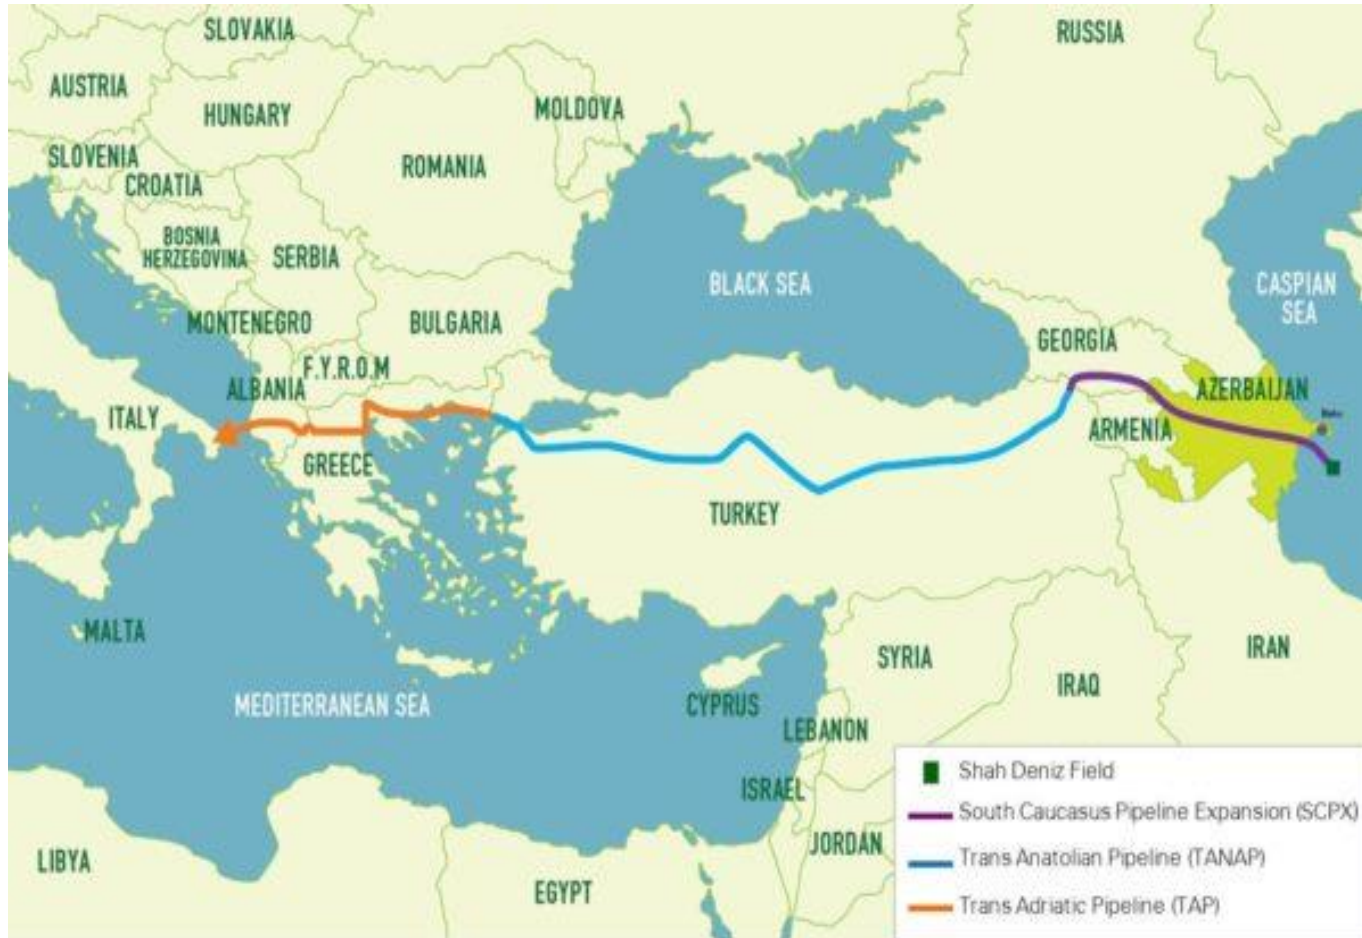 SLOVAKIA
RUSSIA
AUSTRIA
HUNGARY
MOLDOVA
SLOVENIA
ROMANIA
CROATIA
BOSNIA
HERZEGOVINA
SERBIA
BLACK SEA
CASPIAN
SEA
MONTENEGRO
BULGARIA
GEORGIA
F.Y.R.O.M
ALBANIA
AZERBAIJAN
ITALY
ARMENIA
GREECE
TURKEY
MALTA
SYRIA
IRAN
IRAQ
MEDITERRANEAN SEA
CYPRUS
LEBANON
ISRAEL
JORDAN
LIBYA
EGYPT
Shah Deniz Field
South Caucasus Pipeline Expansion (SCPX)
Trans Anatolian Pipeline (TANAP)
Trans Adriatic Pipeline (TAP)